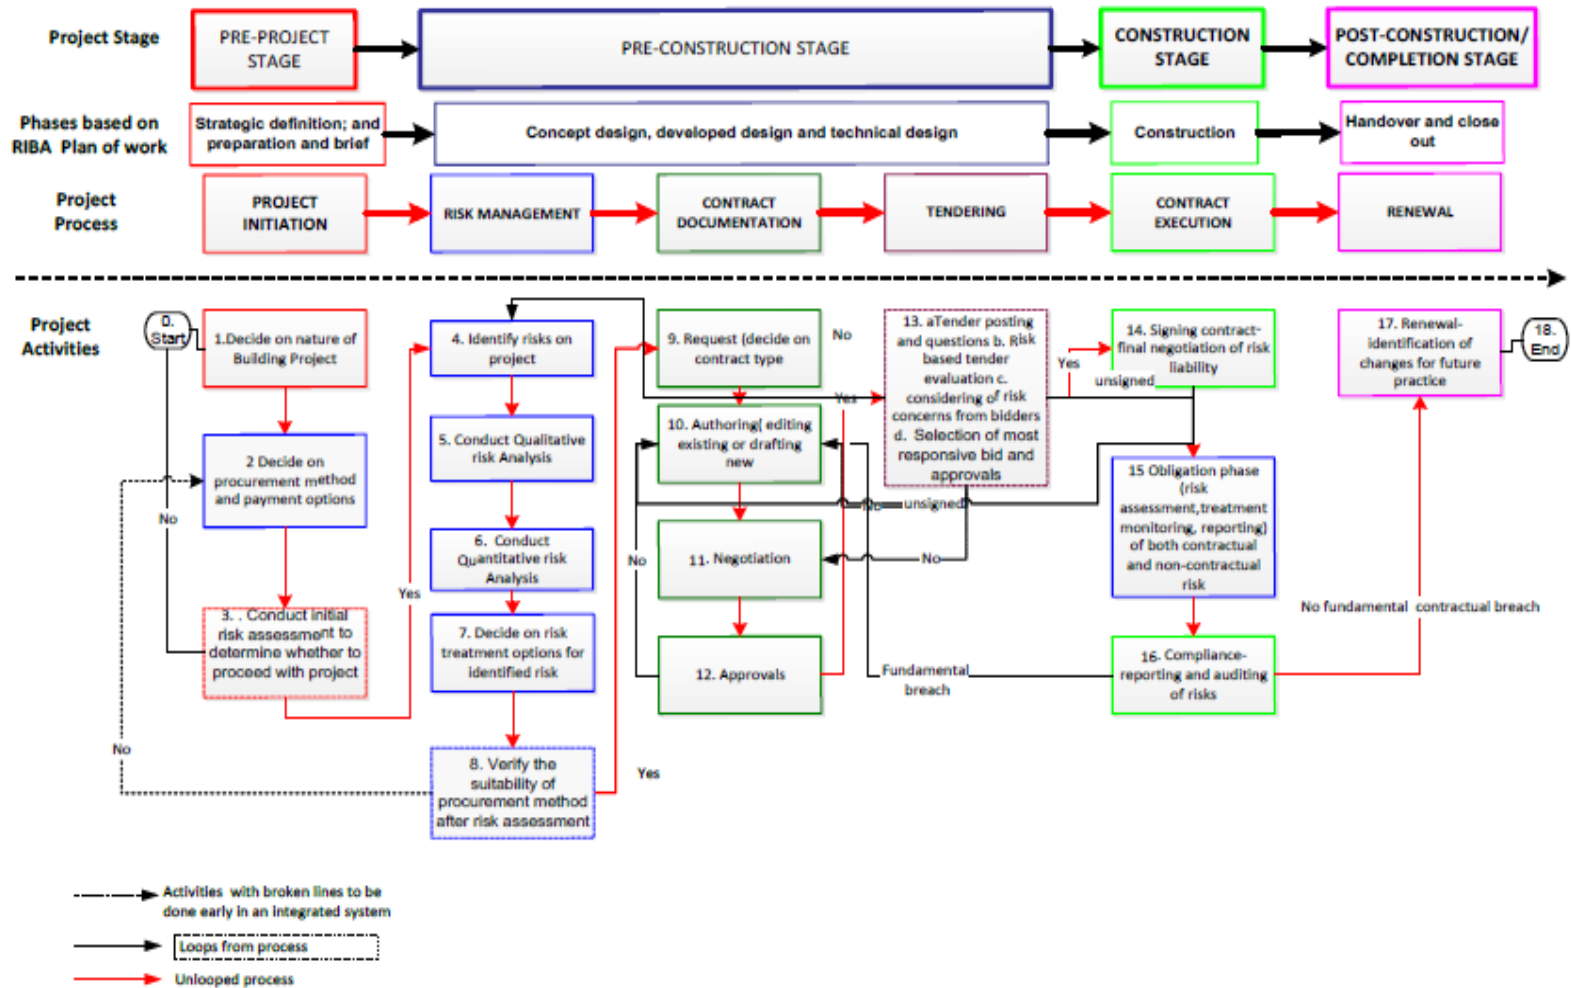 Project Stage
PRE-PROJECT
STAGE
PRE-CONSTRUCTION STAGE
CONSTRUCTION
STAGE
POST-CONSTRUCTION/
COMPLETION STAGE
Phases based on
RIBA Plan of work
Strategic definition; and
preparation and brief
Concept design, developed design and technical design
Construction
Handover and close
out
Project
Process
PROJECT
INITIATION
RISK MANAGEMENT
CONTRACT
DOCUMENTATION
TENDERING
CONTRACT
EXECUTION
RENEWAL
Project
Activities
0.
Start
1.Decide on nature of
Building Project
2 Decide on
procurement method
and payment options
No
3. . Conduct initial
risk assessment to
determine whether to
proceed with project
Yes
No
4. Identify risks on
project
5. Conduct Qualitative
risk Analysis
6. Conduct
Quantitative risk
Analysis
7. Decide on risk
treatment options for
identified risk
8. Verify the
suitability of
procurement method
after risk assessment
Yes
9. Request (decide on
contract type
No
10. Authoring( editing
existing or drafting
new
Yes
No
11. Negotiation
No
12. Approvals
13. aTender posting
and questions b. Risk
based tender
evaluation c.
considering of risk
concerns from bidders
d. Selection of most
responsive bid and
approvals
No
unsigned
No
Yes
unsigned
14. Signing contract-
final negotiation of risk
liability
15 Obligation phase
(risk
assessment,treatment
monitoring, reporting)
of both contractual
and non-contractual
risk
Fundamental
breach
16. Compliance-
reporting and auditing
of risks
No fundamental contractual breach
17. Renewal-
identification of
changes for future
practice
18.
End
Activities with broken lines to be
done early in an integrated system
Loops from process
Unlooped process